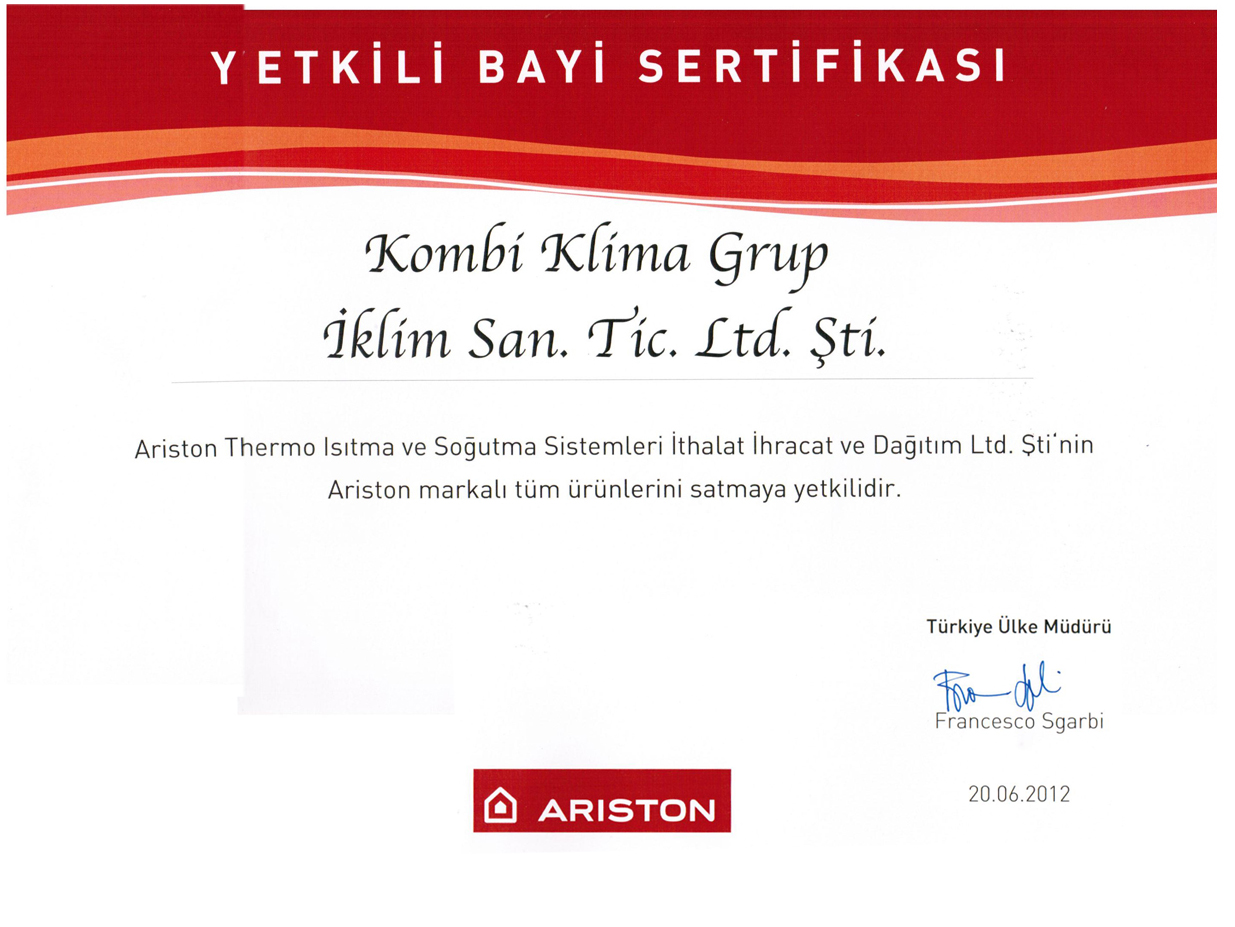 YETKİLİ BAYİ SERTİFİKASI
Kombi Klima Grup
İklim San. Tic. Ltd. Şti.
Ariston Thermo Isıtma ve Soğutma Sistemleri İthalat İhracat ve Dağıtım Ltd. Şti'nin
Ariston markalı tüm ürünlerini satmaya yetkilidir.
Türkiye Ülke Müdürü
Francesco Sgarbi
20.06.2012
ARISTON